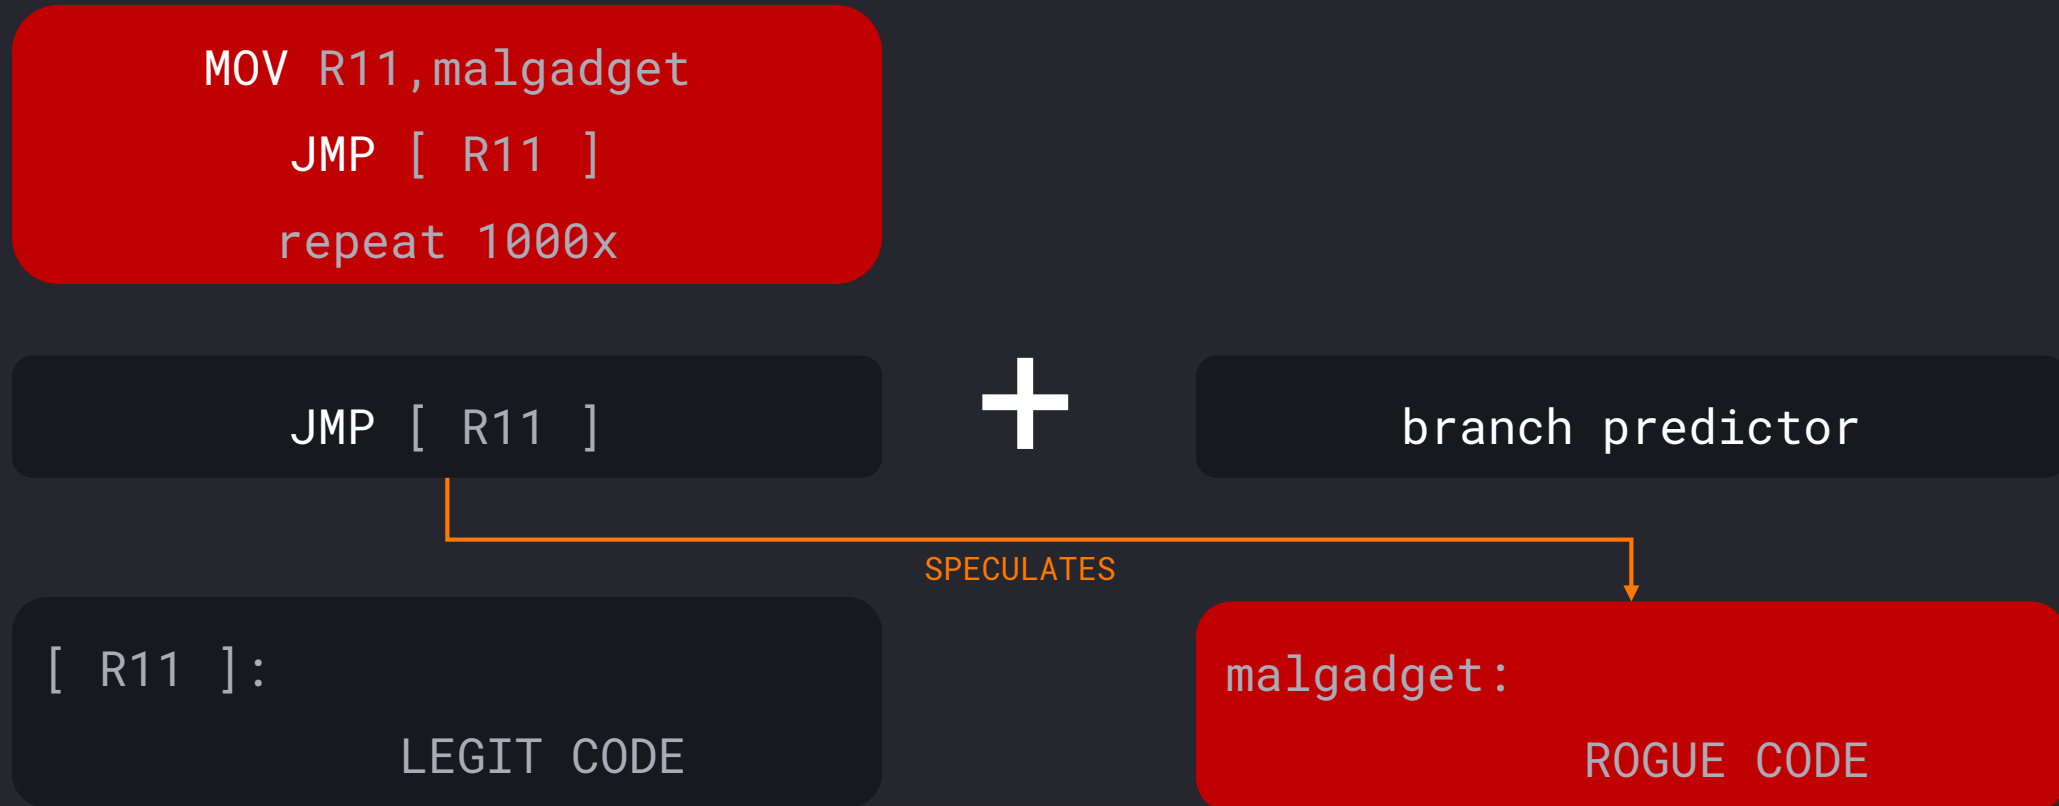 MOV R11,malgadget
JMP [ R11 ]
repeat 1000x
JMP [ R11 ]
+
branch predictor
SPECULATES
[ R11 ]:
LEGIT CODE
malgadget:
ROGUE CODE